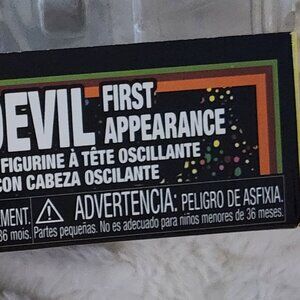 DEVIL FIRST APPEARANCE
FIGURINE À TÊTE OSCILLANTE
CON CABEZA OSCILANTE
EMENT. ⚠ ADVERTENCIA: PELIGRO DE ASFIXIA.
36 mois. Partes pequeñas. No es adecuado para niños menores de 36 meses.